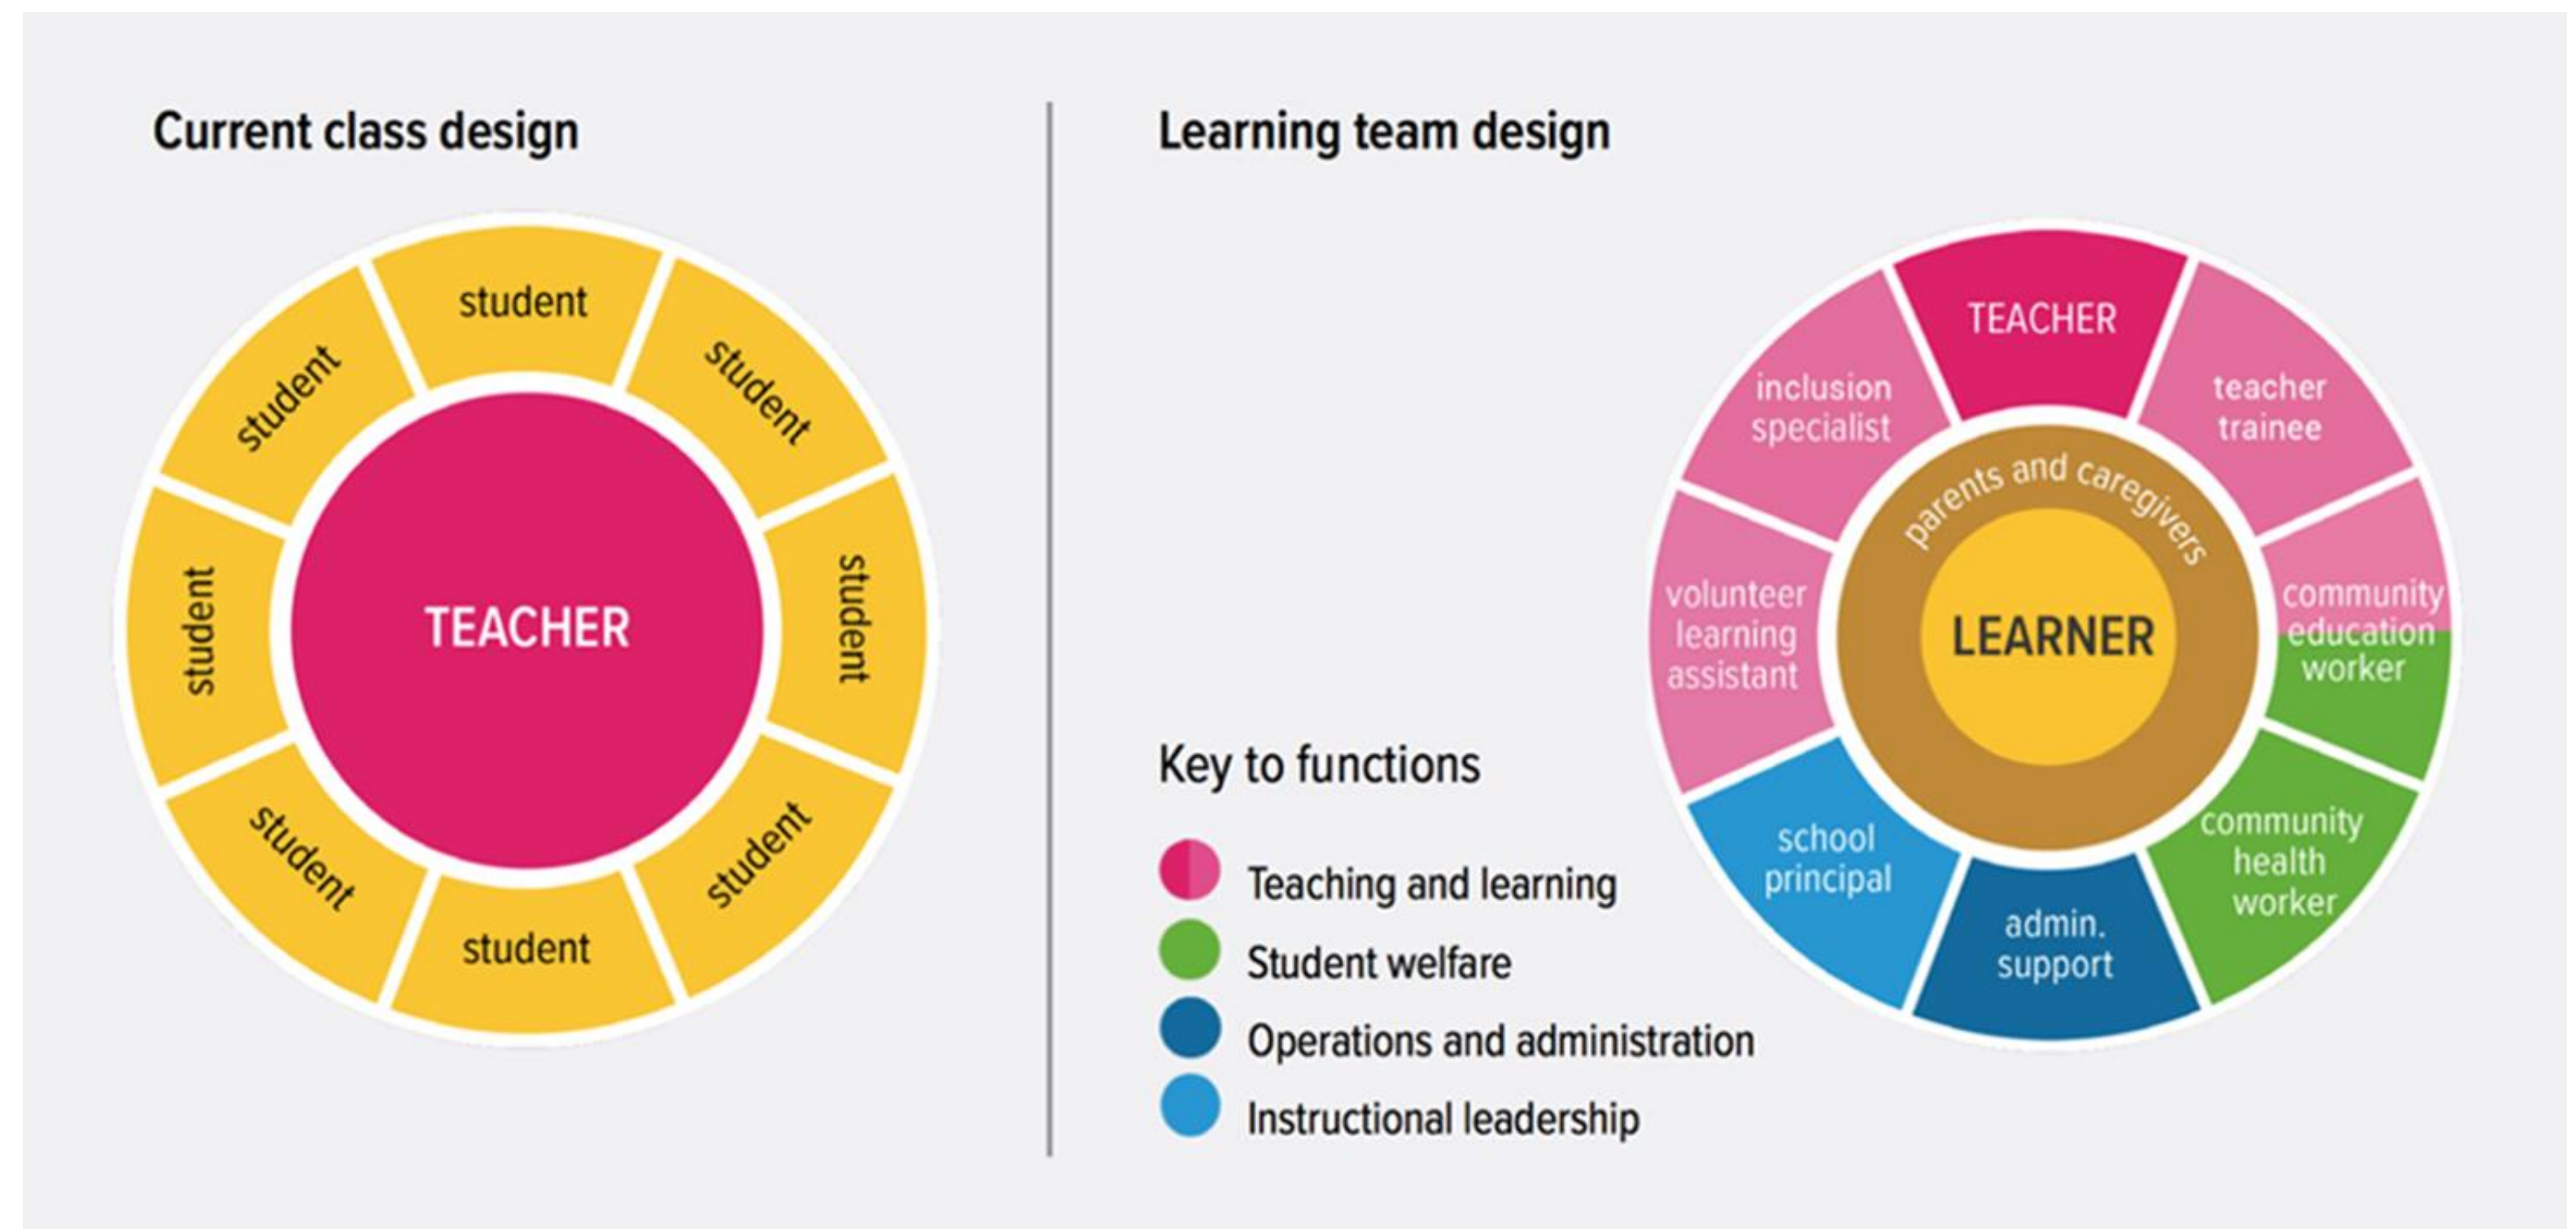 Current class design
student
student
student
student
student
student
student
student
TEACHER
Learning team design
TEACHER
teacher
trainee
community
education
worker
community
health
worker
admin.
support
school
principal
volunteer
learning
assistant
inclusion
specialist
parents and caregivers
LEARNER
Key to functions
Teaching and learning
Student welfare
Operations and administration
Instructional leadership